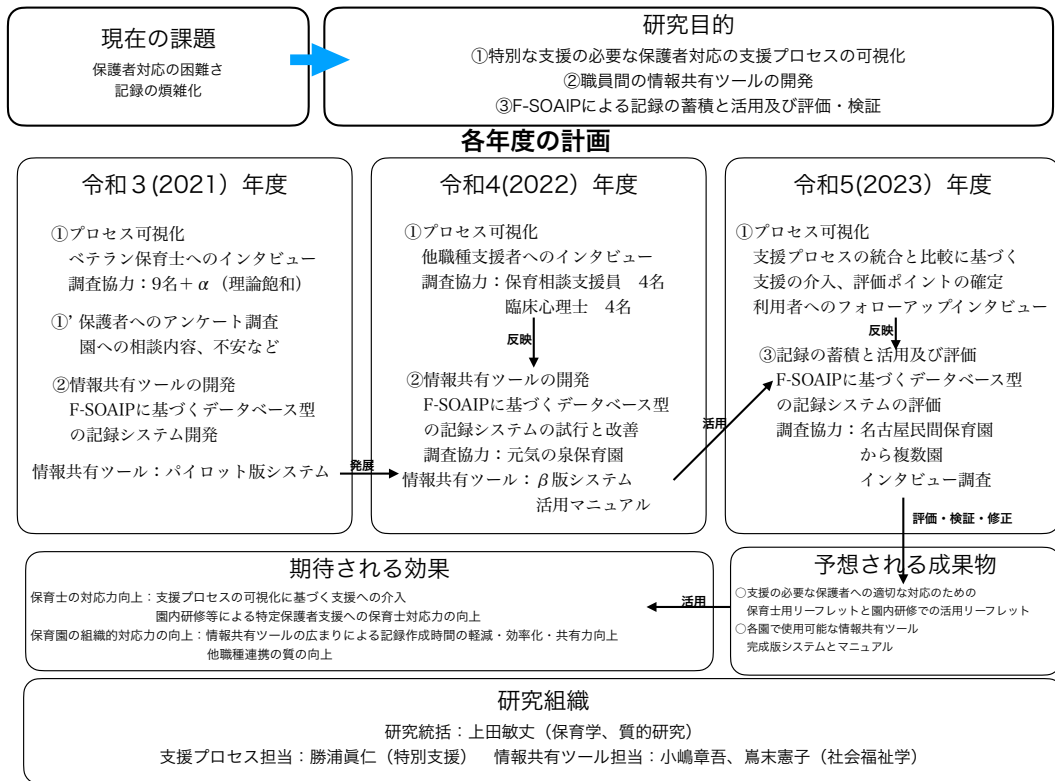 現在の課題
保護者対応の困難さ
記録の煩雑化
研究目的
①特別な支援の必要な保護者対応の支援プロセスの可視化
②職員間の情報共有ツールの開発
③F-SOAIPによる記録の蓄積と活用及び評価・検証
各年度の計画
令和３(2021）年度
①プロセス可視化
ベテラン保育士へのインタビュー
調査協力：9名＋α（理論飽和）
①’ 保護者へのアンケート調査
園への相談内容、不安など
②情報共有ツールの開発
F-SOAIPに基づくデータベース型
の記録システム開発
情報共有ツール：パイロット版システム
発展
令和4(2022）年度
①プロセス可視化
他職種支援者へのインタビュー
調査協力：保育相談支援員　4名
臨床心理士　4名
反映
②情報共有ツールの開発
F-SOAIPに基づくデータベース型
の記録システムの試行と改善
調査協力：元気の泉保育園
情報共有ツール：β版システム
活用マニュアル
活用
令和5(2023）年度
①プロセス可視化
支援プロセスの統合と比較に基づく
支援の介入、評価ポイントの確定
利用者へのフォローアップインタビュー
反映
③記録の蓄積と活用及び評価
F-SOAIPに基づくデータベース型
の記録システムの評価
調査協力：名古屋民間保育園
から複数園
インタビュー調査
評価・検証・修正
予想される成果物
○支援の必要な保護者への適切な対応のための
保育士用リーフレットと園内研修での活用リーフレット
○各園で使用可能な情報共有ツール
完成版システムとマニュアル
活用
期待される効果
保育士の対応力向上：支援プロセスの可視化に基づく支援への介入
園内研修等による特定保護者支援への保育士対応力の向上
保育園の組織的対応力の向上：情報共有ツールの広まりによる記録作成時間の軽減・効率化・共有力向上
他職種連携の質の向上
研究組織
研究統括：上田敏丈（保育学、質的研究）
支援プロセス担当：勝浦眞仁（特別支援）　情報共有ツール担当：小嶋章吾、嶌末憲子（社会福祉学）